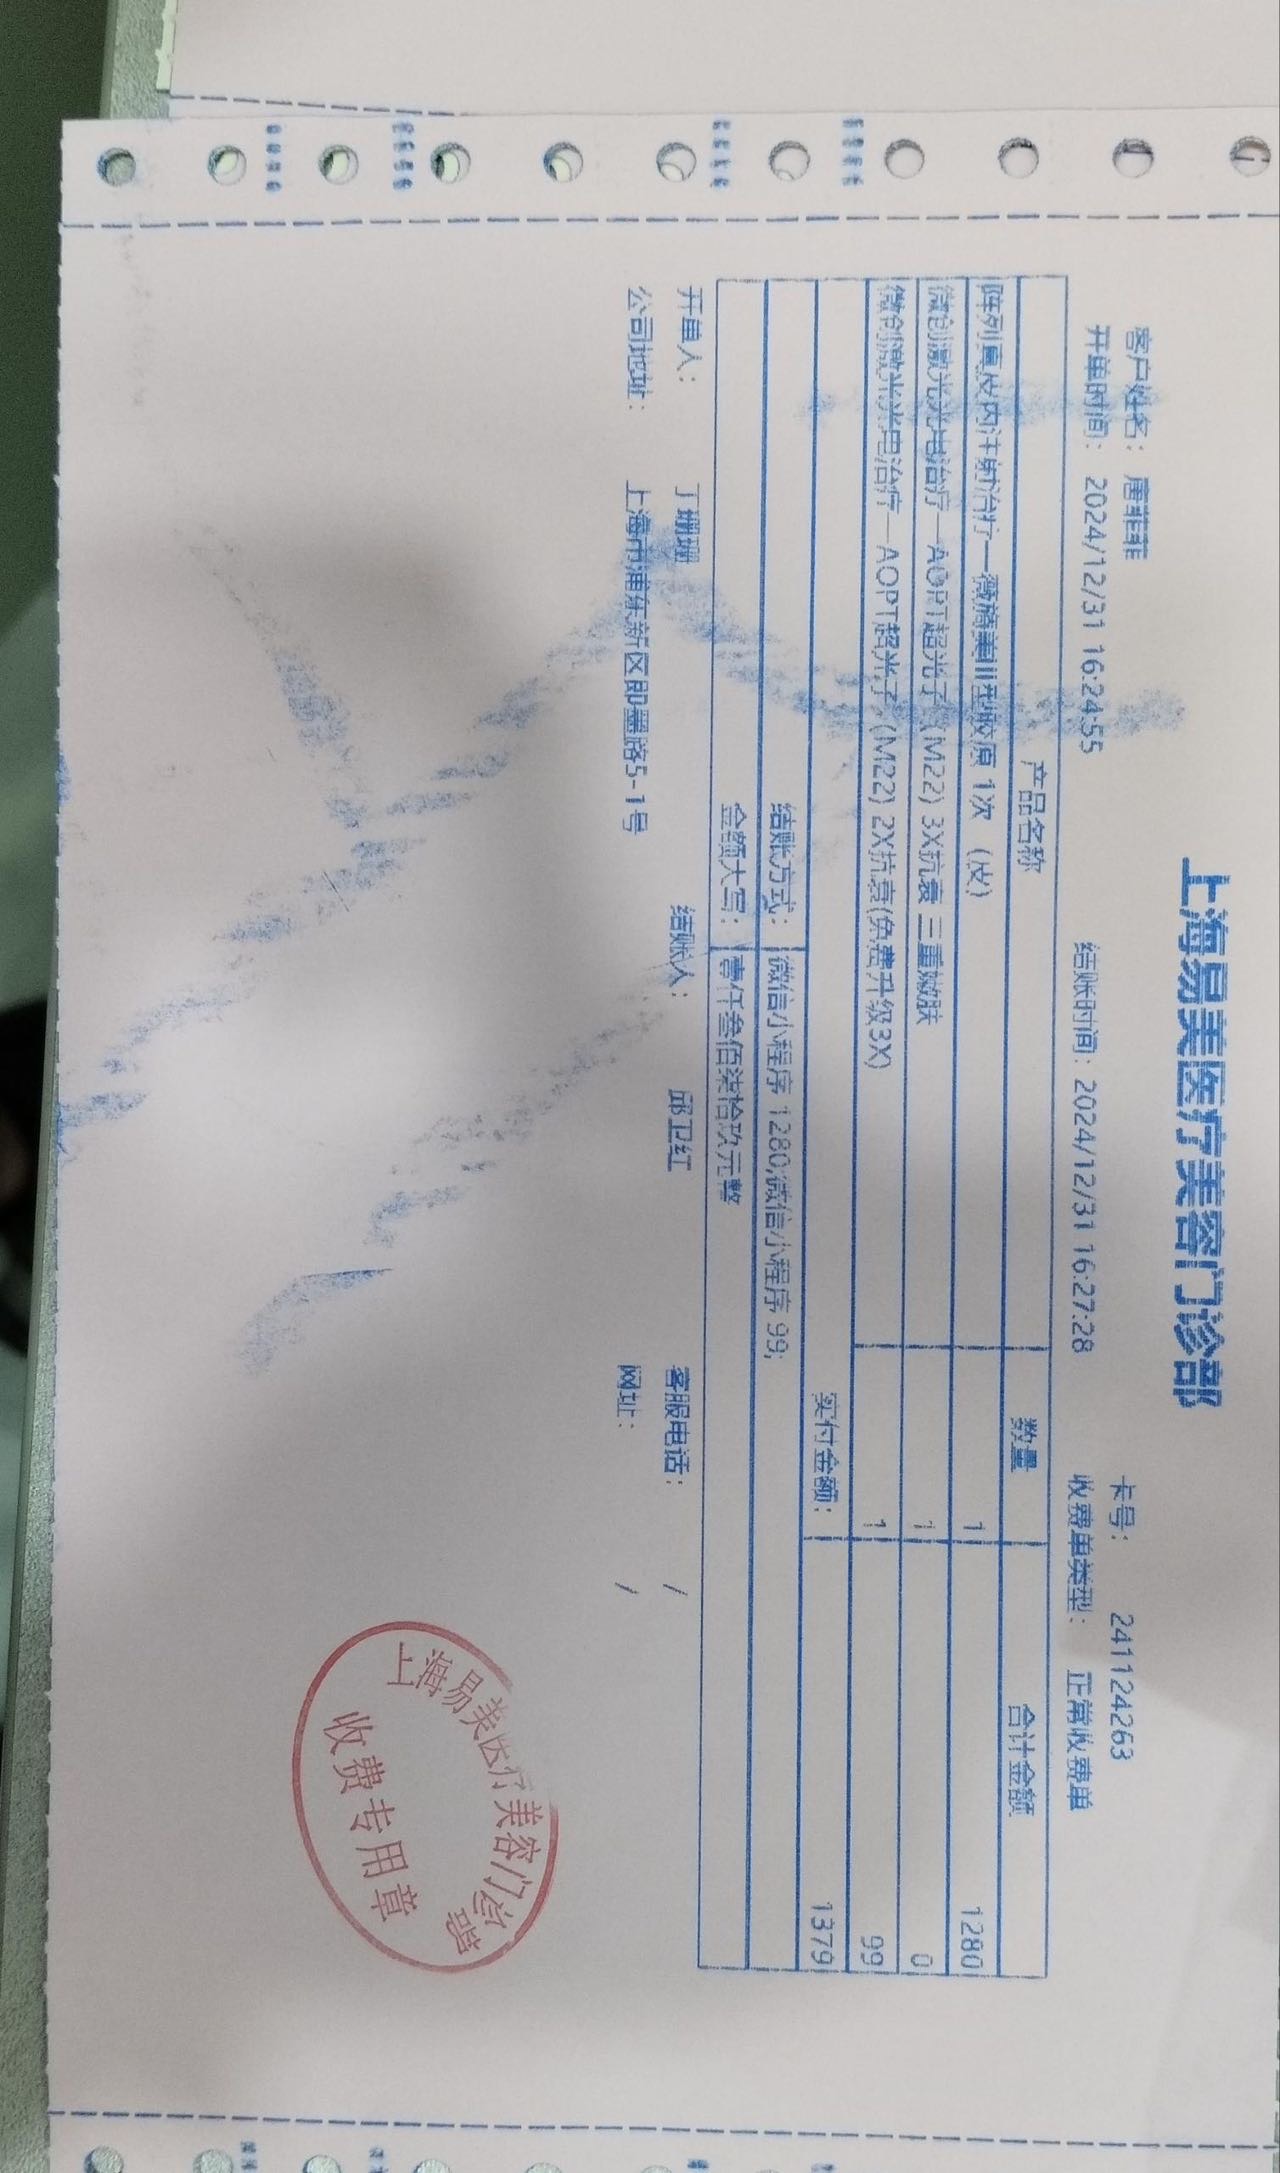 上海易美医疗美容门诊部
客户姓名： 唐菲菲 卡号： 241124263
开单时间： 2024/12/31 16:24:55 结账时间： 2024/12/31 16:27:28 收费单类型： 正常收费单
产品名称 数量 合计金额
阵列真皮内注射治疗—薇旖美III型胶原 1次 （皮） 1 1280
微创激光光电治疗—AOPT超光子（M22）3X抗衰 三重嫩肤 1 0
微创激光光电治疗—AOPT超光子（M22）2X抗衰(免费升级3X) 1 99
实付金额： 1379
结账方式： 微信小程序 1280;微信小程序 99;
金额大写： 壹仟叁佰柒拾玖元整
开单人： 丁珊珊 结账人： 邱卫红 客服电话： /
公司地址： 上海市浦东新区即墨路5-1号 网址： /
上海易美医疗美容门诊部
收费专用章